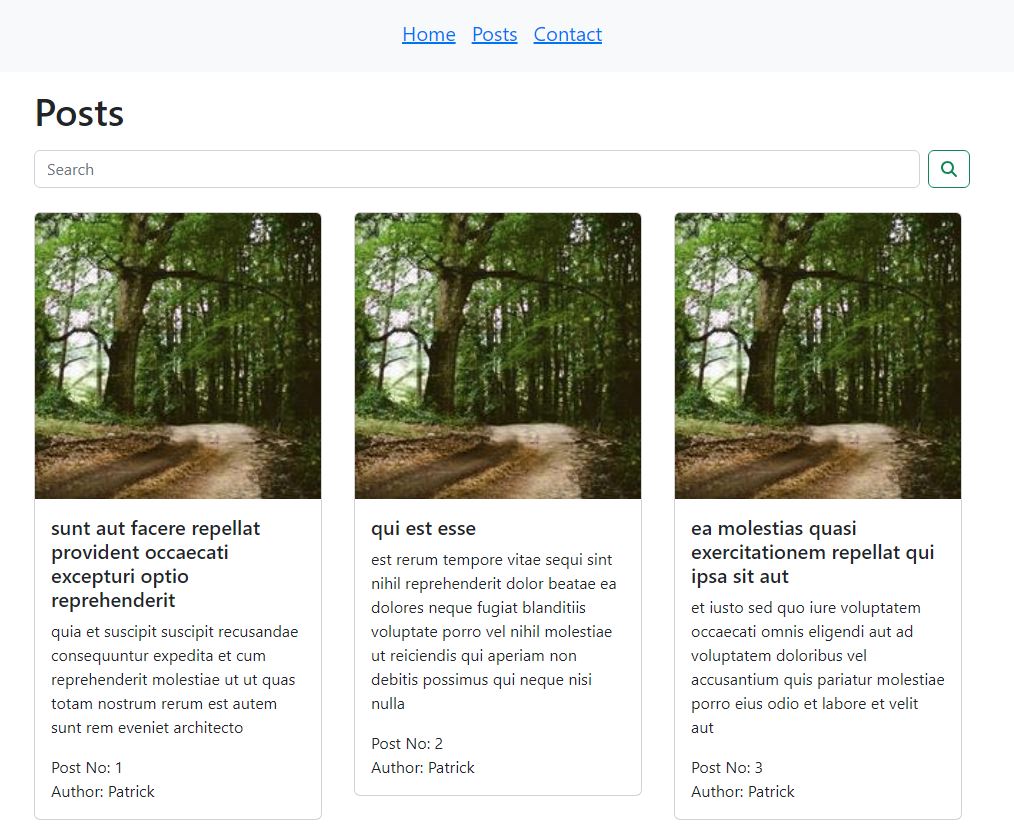 Home Posts Contact
Posts
Search
sunt aut facere repellat
provident occaecati
excepturi optio
reprehenderit
quia et suscipit suscipit recusandae
consequuntur expedita et cum
reprehenderit molestiae ut ut quas
totam nostrum rerum est autem
sunt rem eveniet architecto
Post No: 1
Author: Patrick
qui est esse
est rerum tempore vitae sequi sint
nihil reprehenderit dolor beatae ea
dolores neque fugiat blanditiis
voluptate porro vel nihil molestiae
ut reiciendis qui aperiam non
debitis possimus qui neque nisi
nulla
Post No: 2
Author: Patrick
ea molestias quasi
exercitationem repellat qui
ipsa sit aut
et iusto sed quo iure voluptatem
occaecati omnis eligendi aut ad
voluptatem doloribus vel
accusantium quis pariatur molestiae
porro eius odio et labore et velit
aut
Post No: 3
Author: Patrick